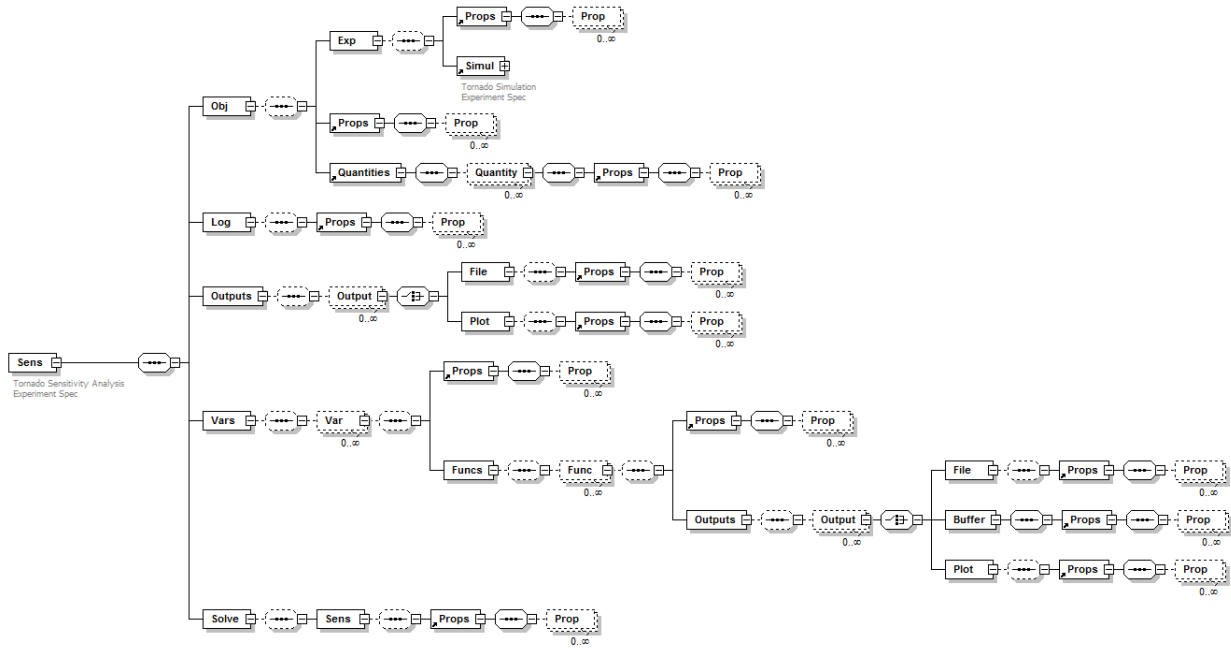 Props
Prop
0..∞
Exp
Simul
Tornado Simulation
Experiment Spec
Obj
Props
Prop
0..∞
Quantities
Quantity
0..∞
Props
Prop
0..∞
Log
Props
Prop
0..∞
File
Props
Prop
0..∞
Outputs
Output
0..∞
Plot
Props
Prop
0..∞
Sens
Tornado Sensitivity Analysis
Experiment Spec
Props
Prop
0..∞
Vars
Var
0..∞
Props
Prop
0..∞
Funcs
Func
0..∞
File
Props
Prop
0..∞
Outputs
Output
0..∞
Buffer
Props
Prop
0..∞
Plot
Props
Prop
0..∞
Solve
Sens
Props
Prop
0..∞